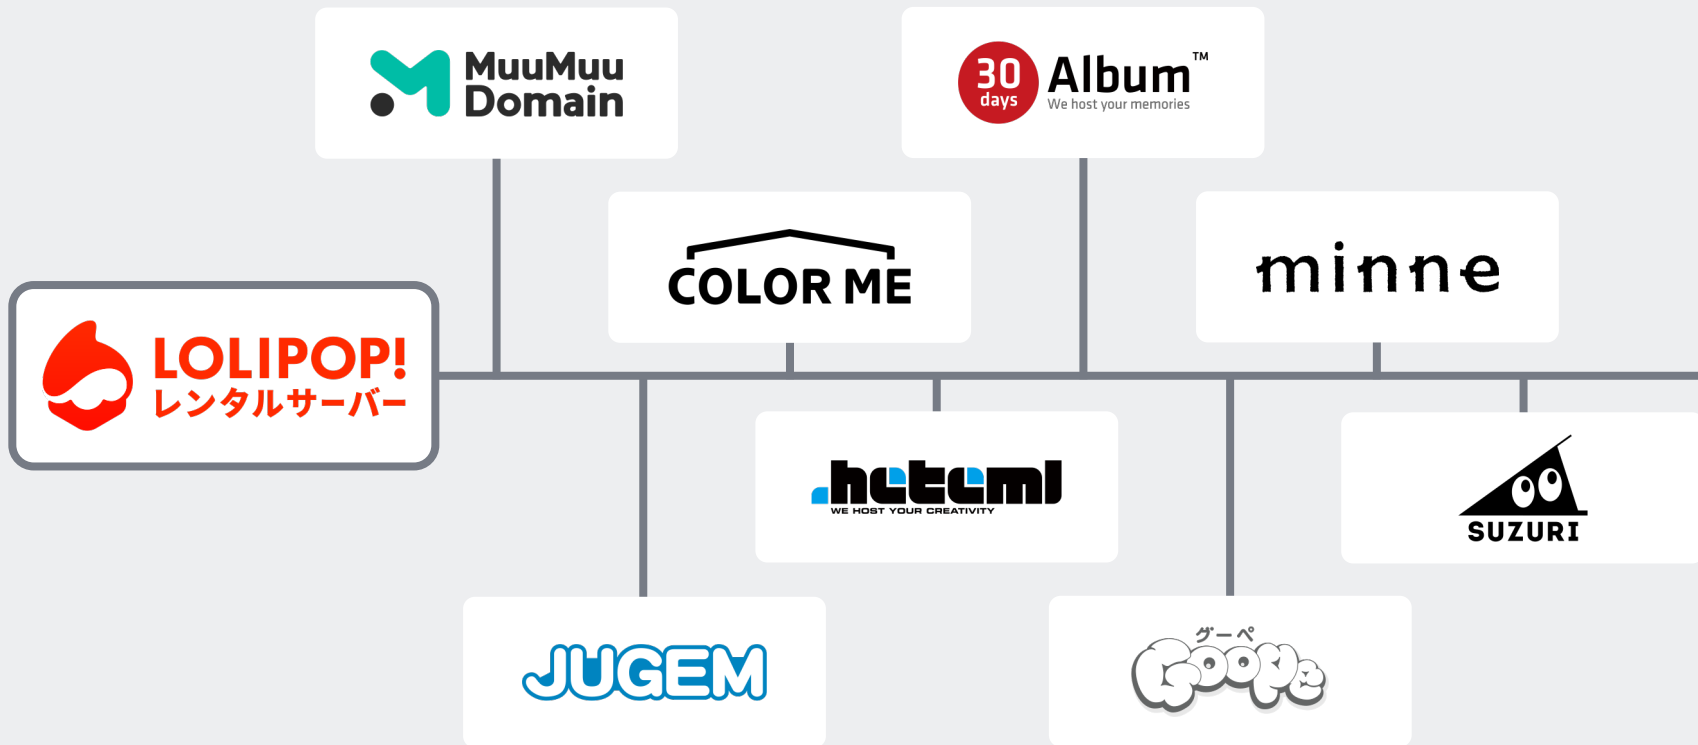 MuuMuu
Domain
30
days
Album™
We host your memories
COLOR ME
minne
LOLIPOP!
レンタルサーバー
.heteml
WE HOST YOUR CREATIVITY
SUZURI
JUGEM
グーペ
Goope